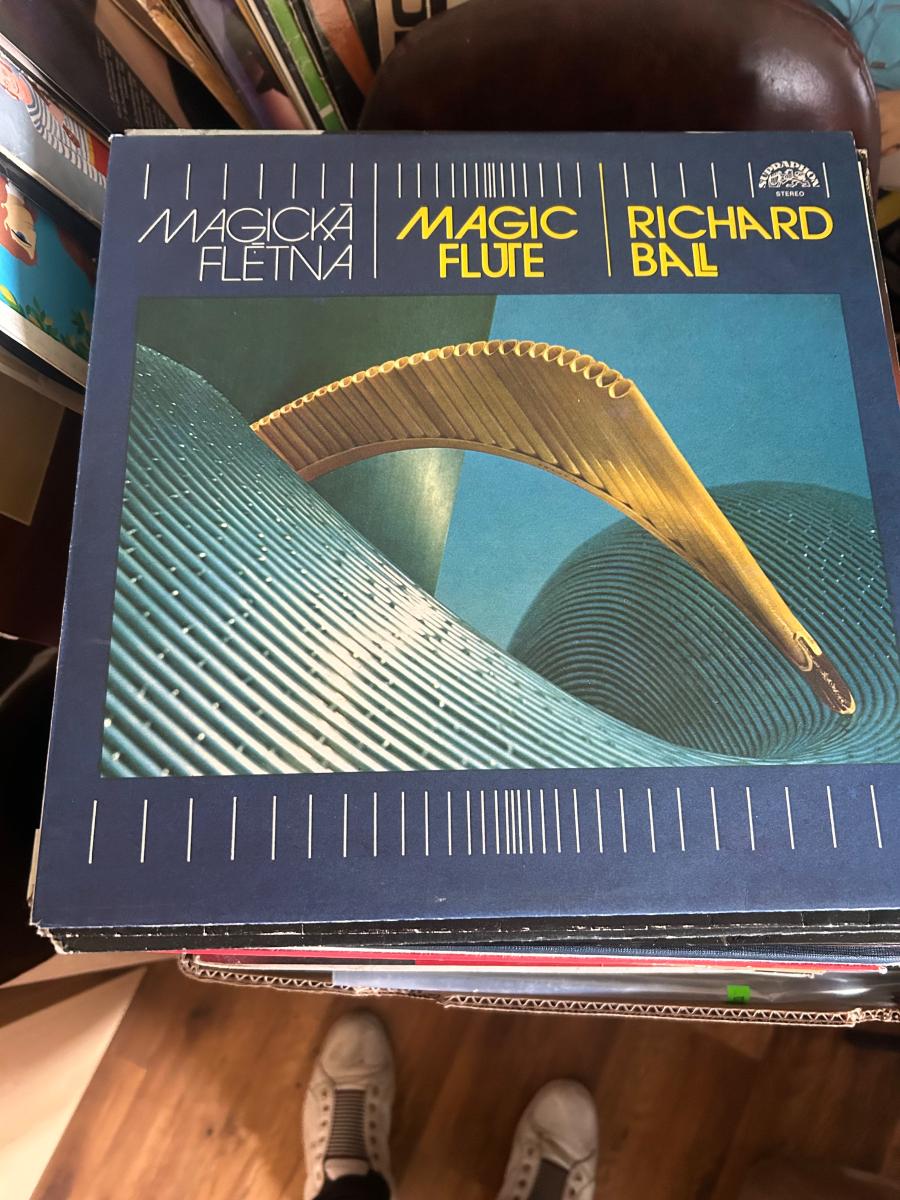 MAGICKÁ
FLÉTNA
MAGIC
FLUTE
RICHARD
BALL
SUPRAPHON
STEREO